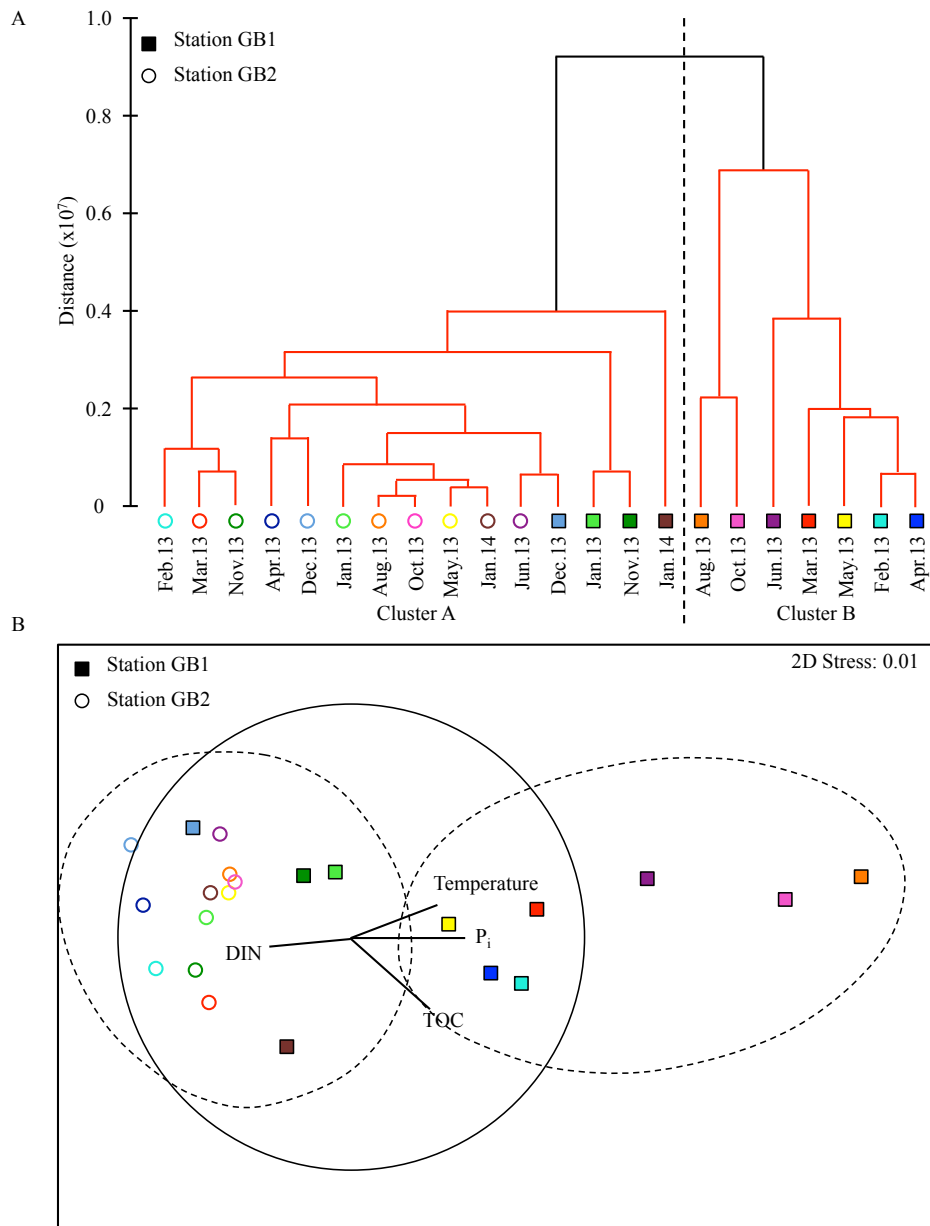 A
1.0
Station GB1
Station GB2
0.8
0.6
0.4
0.2
0
Distance (x10⁷)
Feb.13
Mar.13
Nov.13
Apr.13
Dec.13
Jan.13
Aug.13
Oct.13
May.13
Jan.14
Jun.13
Dec.13
Jan.13
Nov.13
Jan.14
Aug.13
Oct.13
Jun.13
Mar.13
May.13
Feb.13
Apr.13
Cluster A
Cluster B
B
Station GB1
Station GB2
2D Stress: 0.01
Temperature
DIN
Pᵢ
TOC